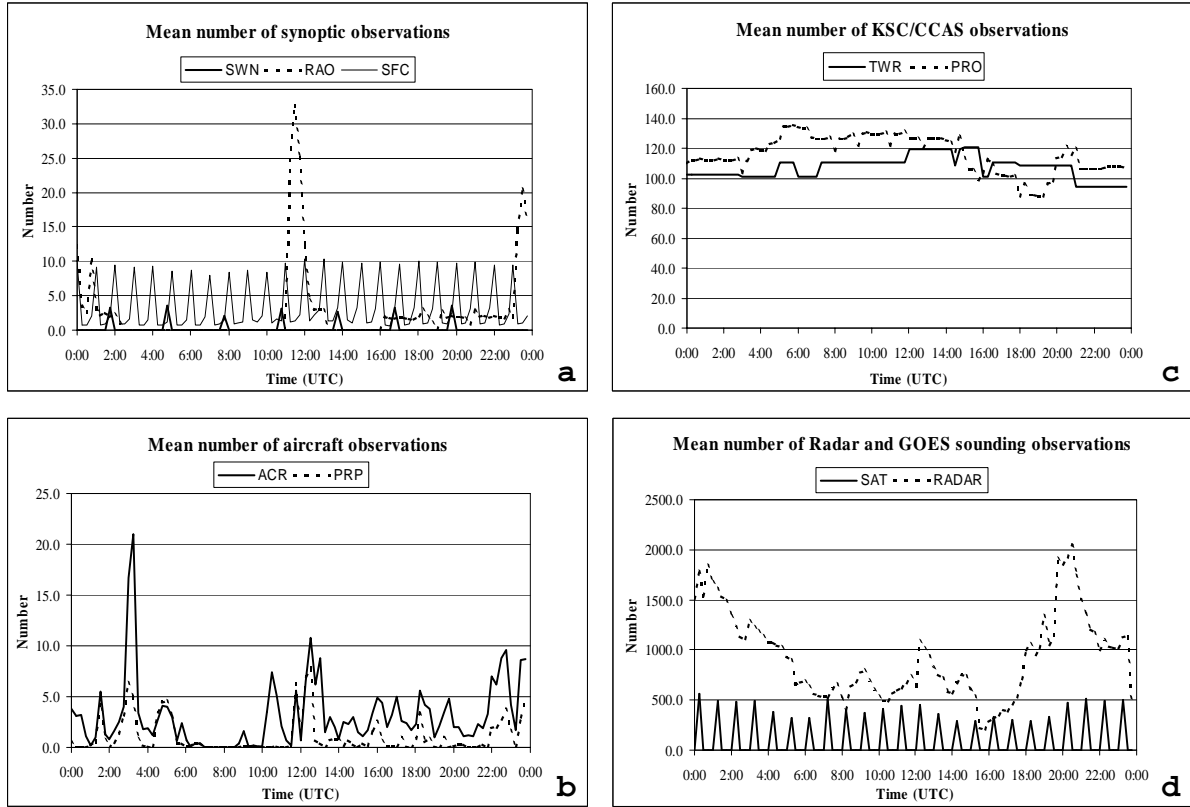 Mean number of synoptic observations
SWN RAO SFC
35.0
30.0
25.0
20.0
15.0
10.0
5.0
0.0
Number
0:00 2:00 4:00 6:00 8:00 10:00 12:00 14:00 16:00 18:00 20:00 22:00 0:00
Time (UTC)
a
Mean number of KSC/CCAS observations
TWR PRO
160.0
140.0
120.0
100.0
80.0
60.0
40.0
20.0
0.0
Number
0:00 2:00 4:00 6:00 8:00 10:00 12:00 14:00 16:00 18:00 20:00 22:00 0:00
Time (UTC)
c
Mean number of aircraft observations
ACR PRP
25.0
20.0
15.0
10.0
5.0
0.0
Number
0:00 2:00 4:00 6:00 8:00 10:00 12:00 14:00 16:00 18:00 20:00 22:00 0:00
Time (UTC)
b
Mean number of Radar and GOES sounding observations
SAT RADAR
2500.0
2000.0
1500.0
1000.0
500.0
0.0
Number
0:00 2:00 4:00 6:00 8:00 10:00 12:00 14:00 16:00 18:00 20:00 22:00 0:00
Time (UTC)
d